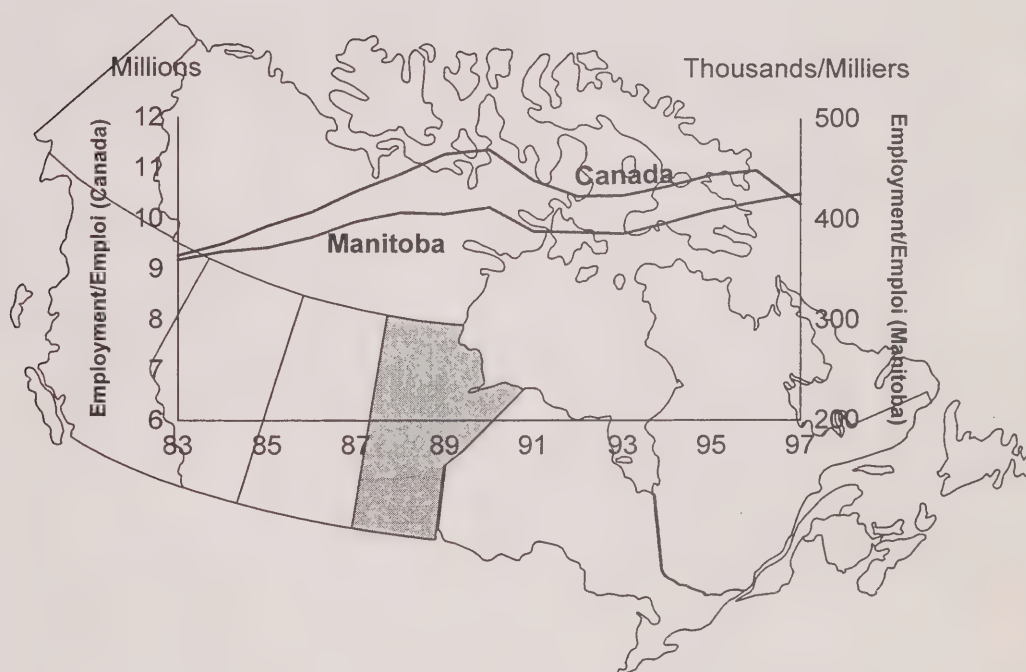 Millions
Thousands/Milliers
Employment/Emploi (Canada)
12
11
10
9
8
7
6
500
400
300
200
Employment/Emploi (Manitoba)
Canada
Manitoba
83 85 87 89 91 93 95 97